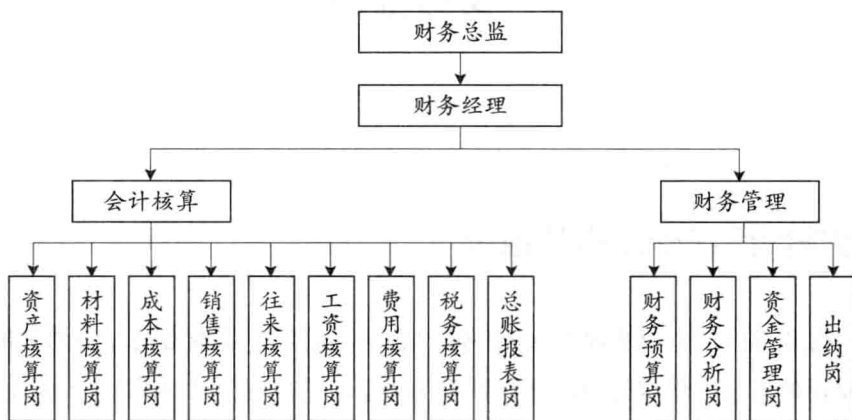 财务总监
财务经理
会计核算
财务管理
资产核算岗
材料核算岗
成本核算岗
销售核算岗
往来核算岗
工资核算岗
费用核算岗
税务核算岗
总账报表岗
财务预算岗
财务分析岗
资金管理岗
出纳岗